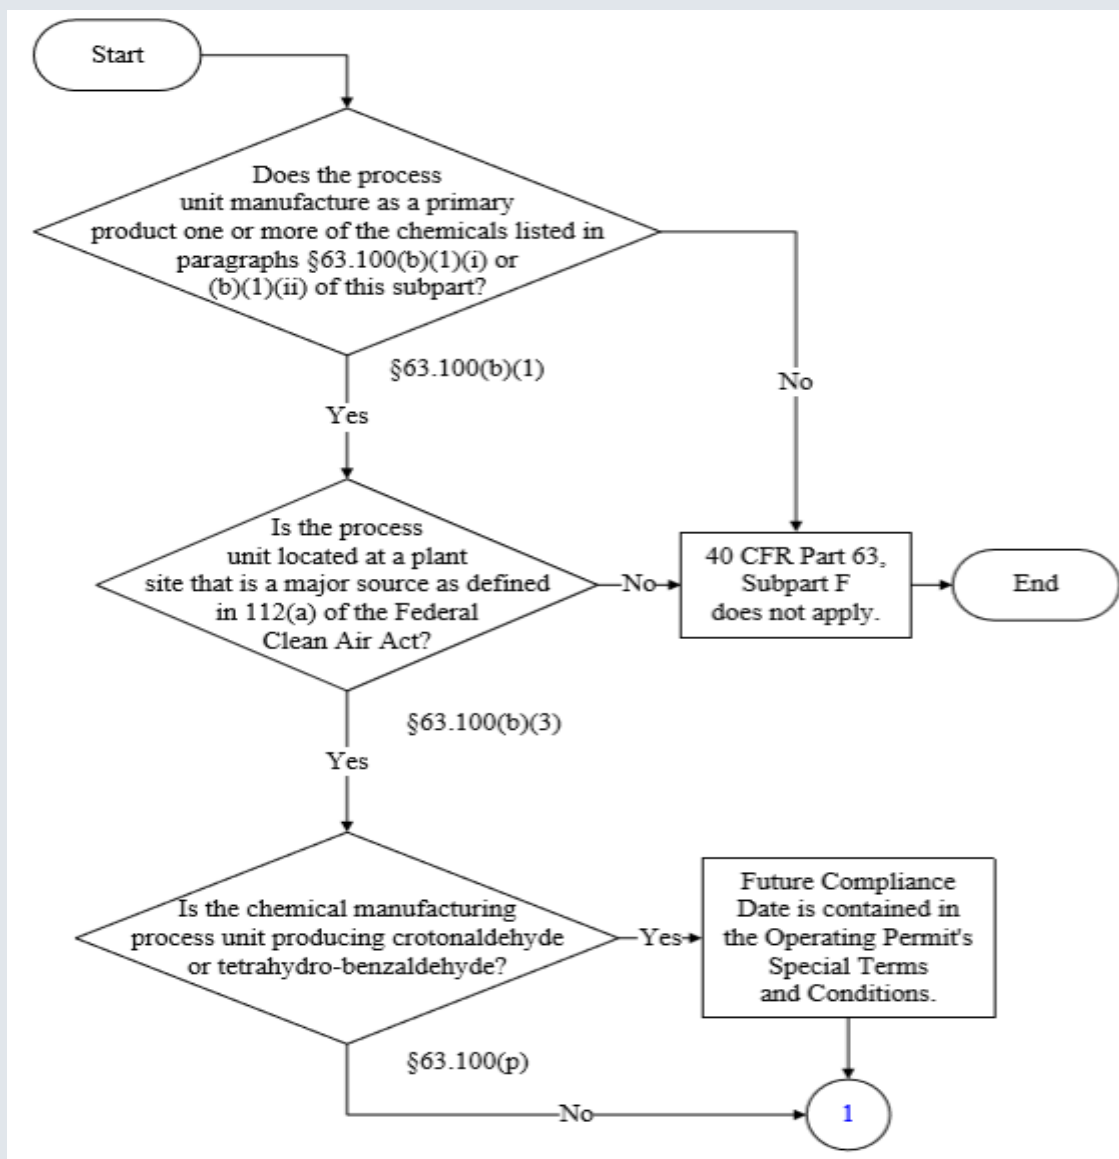 Start
Does the process
unit manufacture as a primary
product one or more of the chemicals listed in
paragraphs §63.100(b)(1)(i) or
(b)(1)(ii) of this subpart?
§63.100(b)(1)
No
Yes
Is the process
unit located at a plant
site that is a major source as defined
in 112(a) of the Federal
Clean Air Act?
No
40 CFR Part 63,
Subpart F
does not apply.
End
§63.100(b)(3)
Yes
Is the chemical manufacturing
process unit producing crotonaldehyde
or tetrahydro-benzaldehyde?
Yes
Future Compliance
Date is contained in
the Operating Permit's
Special Terms
and Conditions.
§63.100(p)
No
1